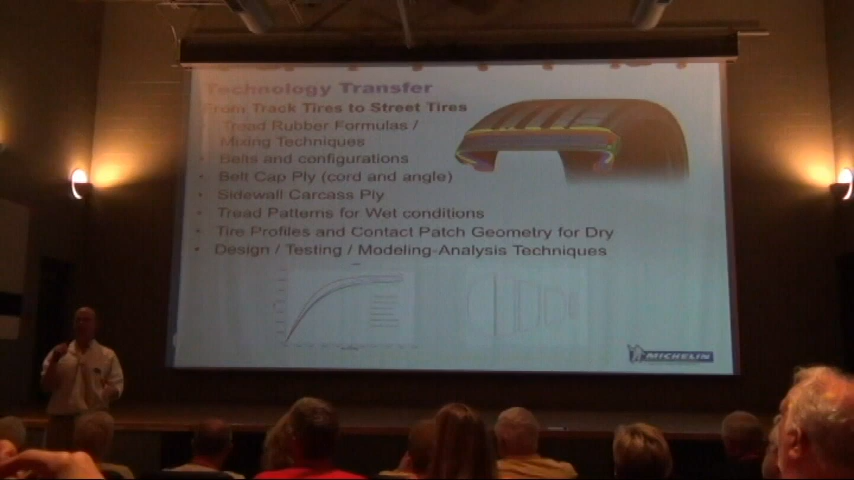 Technology Transfer
From Track Tires to Street Tires
• Tread Rubber Formulas /
Mixing Techniques
• Belts and configurations
• Belt Cap Ply (cord and angle)
• Sidewall Carcass Ply
• Tread Patterns for Wet conditions
• Tire Profiles and Contact Patch Geometry for Dry
• Design / Testing / Modeling-Analysis Techniques
MICHELIN